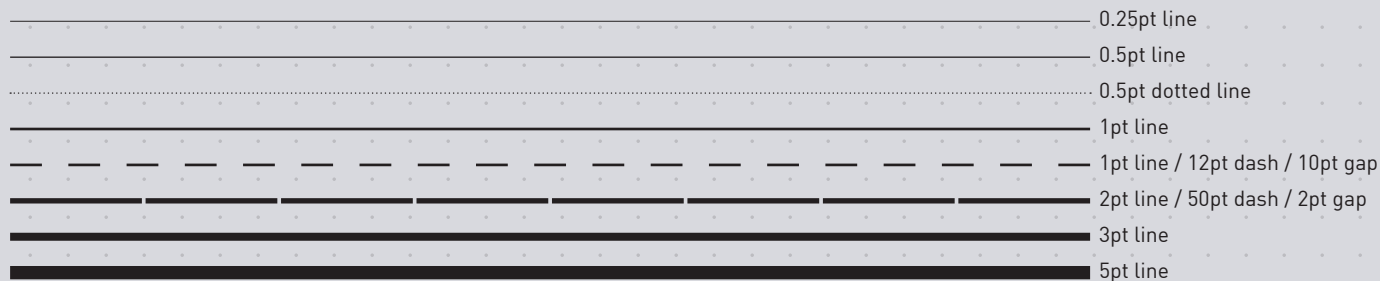 0.25pt line
0.5pt line
0.5pt dotted line
1pt line
1pt line / 12pt dash / 10pt gap
2pt line / 50pt dash / 2pt gap
3pt line
5pt line